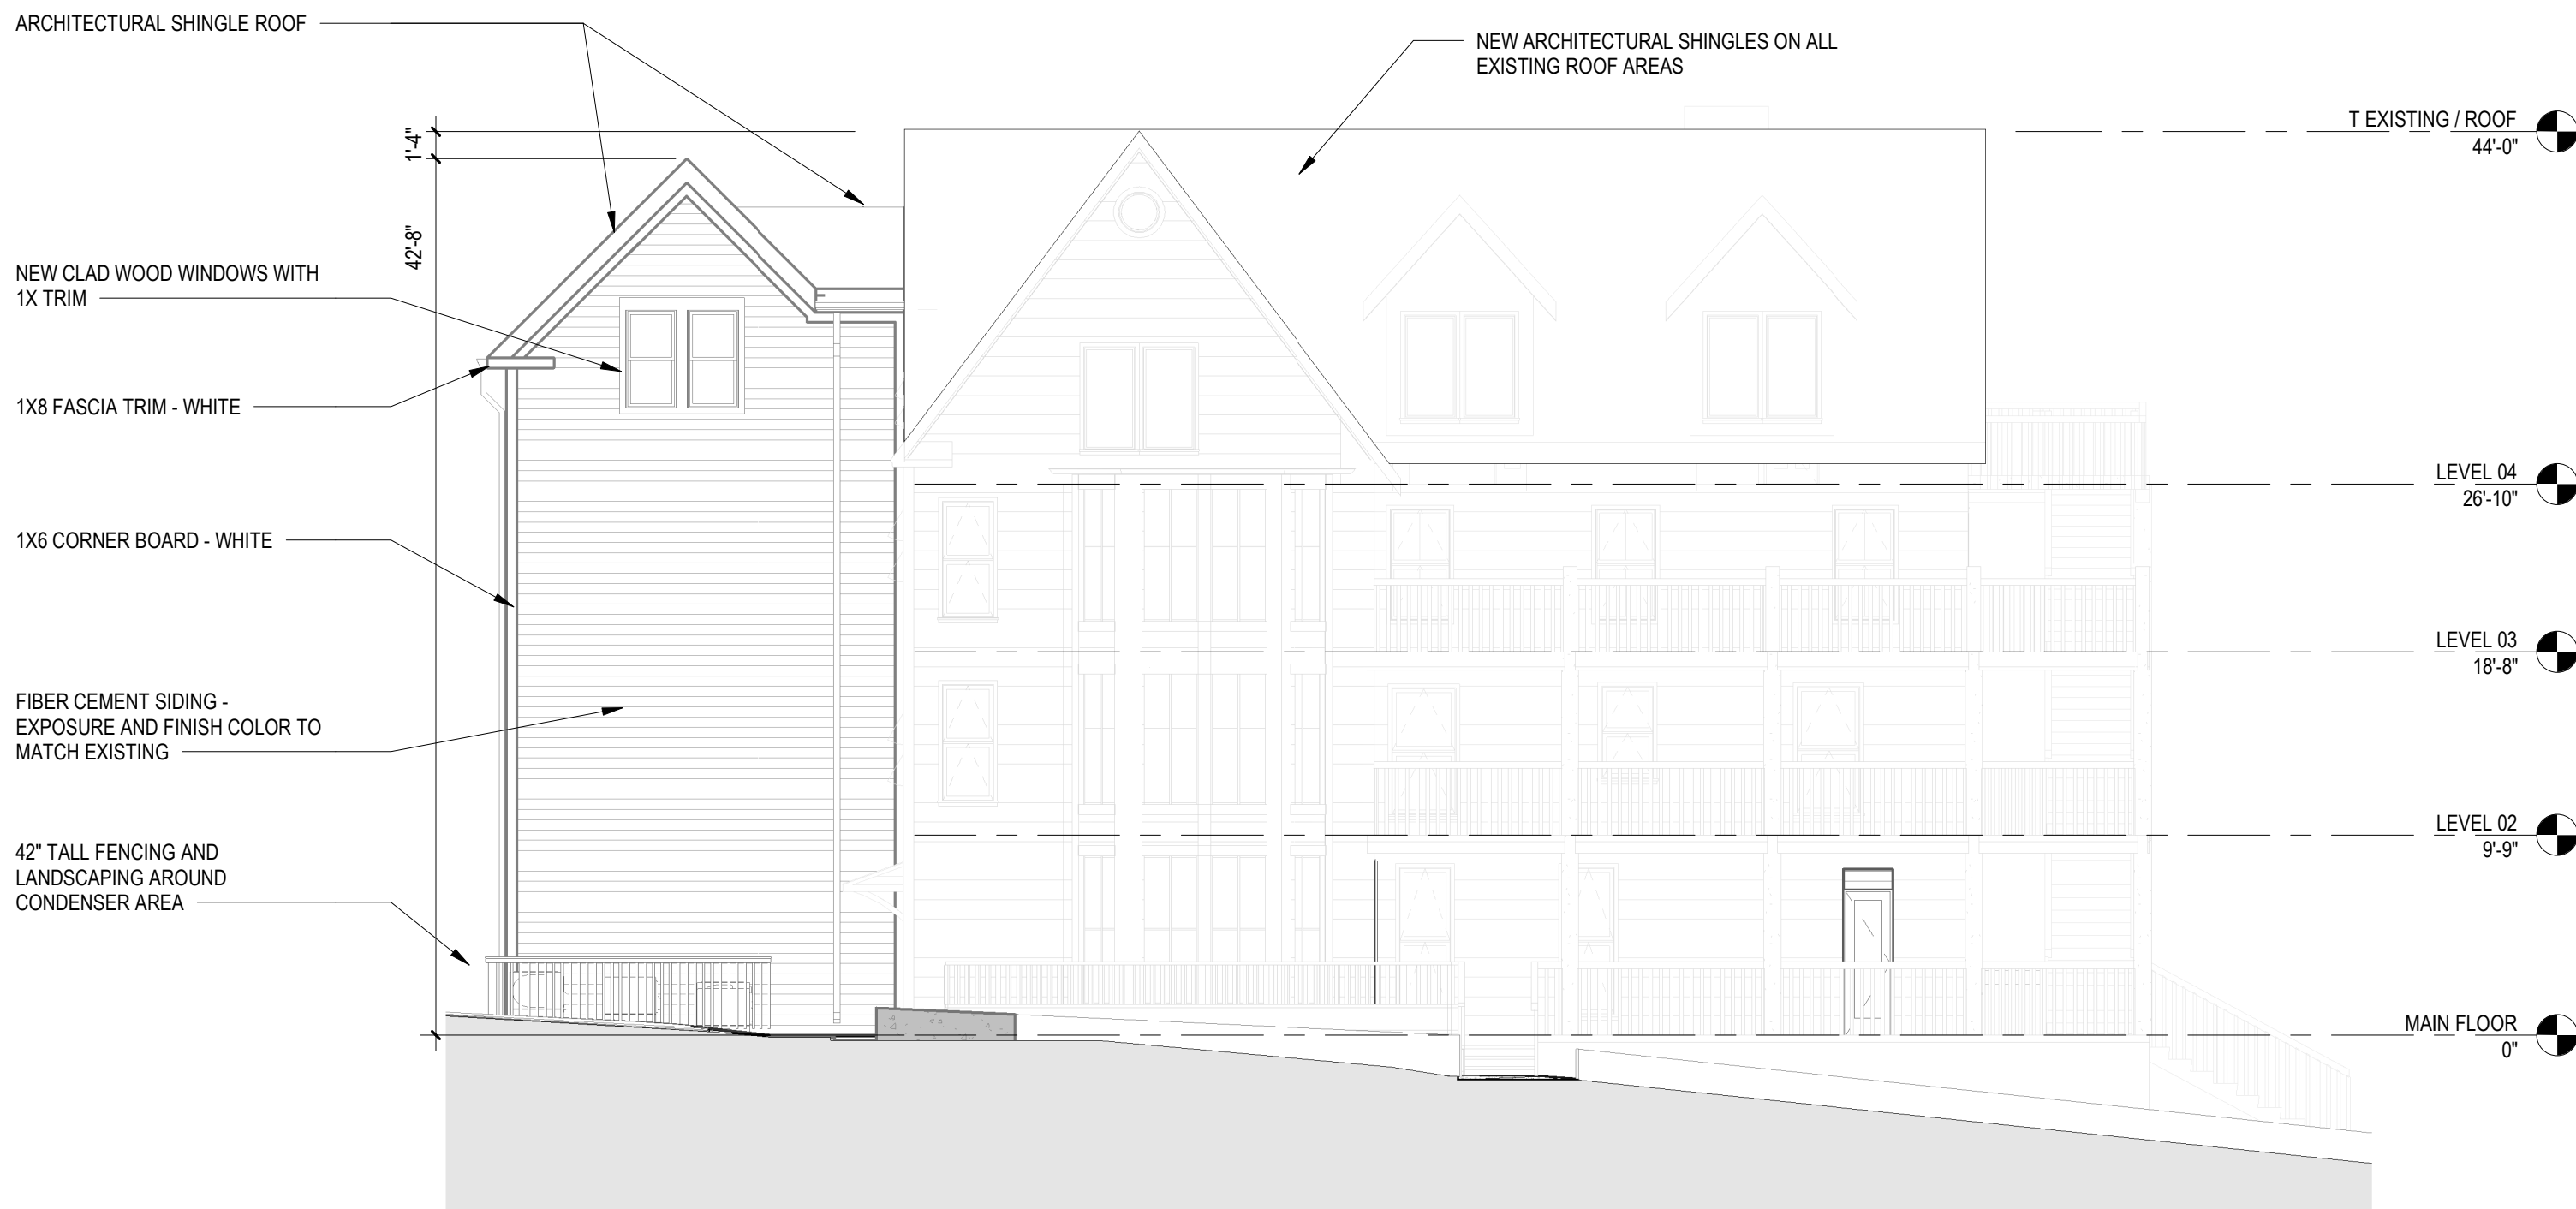 ARCHITECTURAL SHINGLE ROOF
NEW ARCHITECTURAL SHINGLES ON ALL
EXISTING ROOF AREAS
T EXISTING / ROOF
44'-0"
1'-4"
42'-8"
NEW CLAD WOOD WINDOWS WITH
1X TRIM
1X8 FASCIA TRIM - WHITE
LEVEL 04
26'-10"
1X6 CORNER BOARD - WHITE
LEVEL 03
18'-8"
FIBER CEMENT SIDING -
EXPOSURE AND FINISH COLOR TO
MATCH EXISTING
LEVEL 02
9'-9"
42" TALL FENCING AND
LANDSCAPING AROUND
CONDENSER AREA
MAIN FLOOR
0"